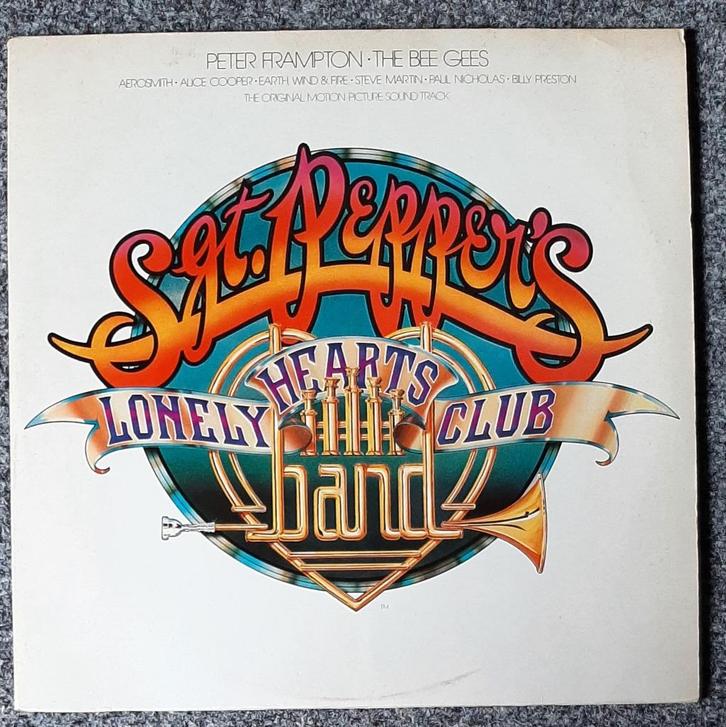 PETER FRAMPTON · THE BEE GEES
AEROSMITH · ALICE COOPER · EARTH, WIND & FIRE · STEVE MARTIN · PAUL NICHOLAS · BILLY PRESTON
THE ORIGINAL MOTION PICTURE SOUND TRACK
Sgt. Pepper's
LONELY HEARTS CLUB
band
TM